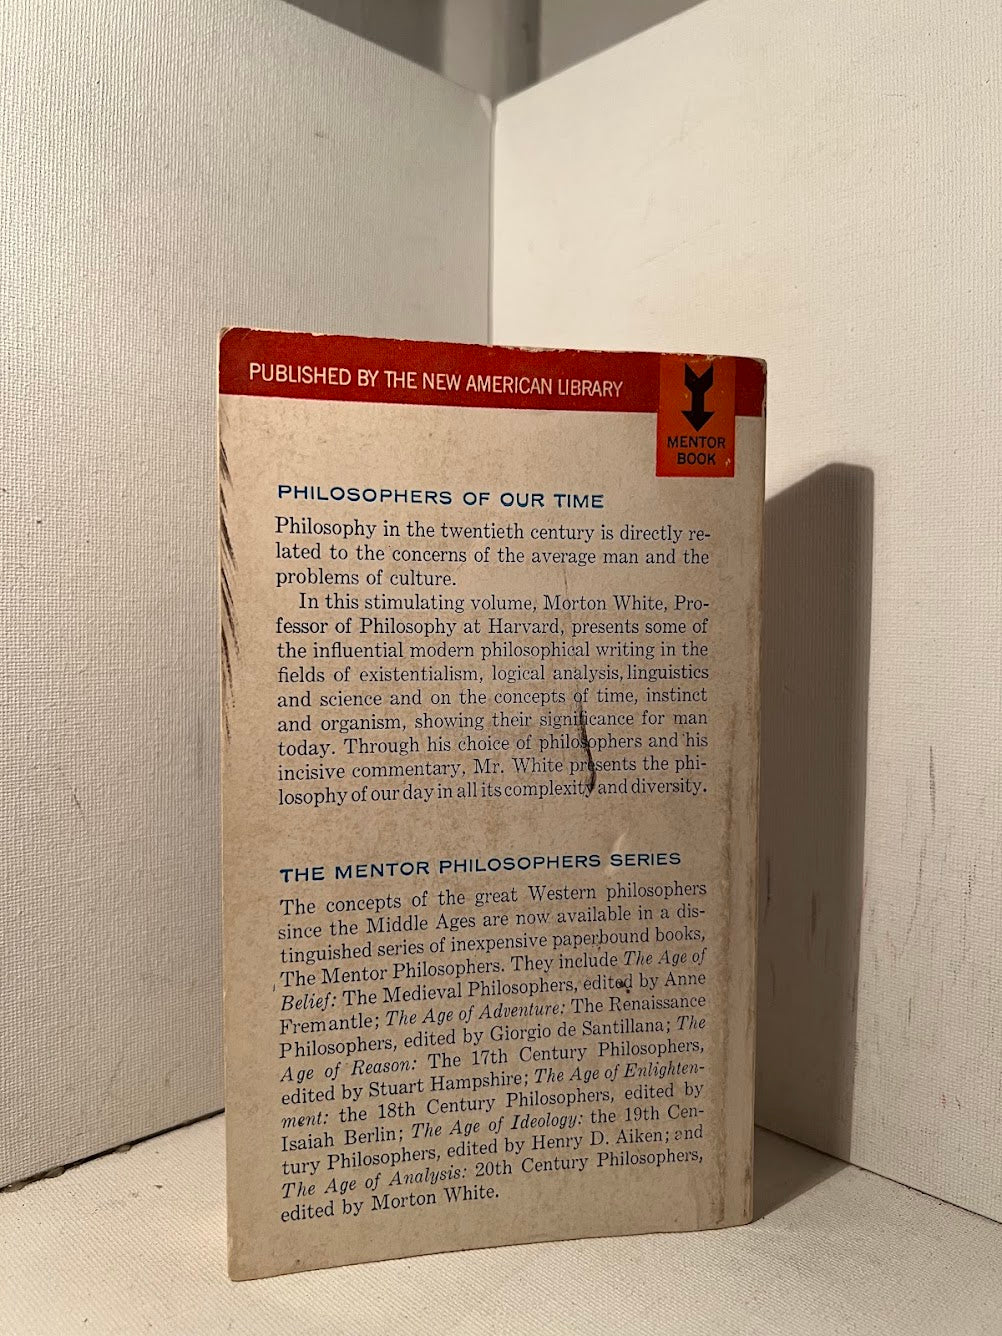 PUBLISHED BY THE NEW AMERICAN LIBRARY
MENTOR
BOOK
PHILOSOPHERS OF OUR TIME
Philosophy in the twentieth century is directly re-
lated to the concerns of the average man and the
problems of culture.
In this stimulating volume, Morton White, Pro-
fessor of Philosophy at Harvard, presents some of
the influential modern philosophical writing in the
fields of existentialism, logical analysis, linguistics
and science and on the concepts of time, instinct
and organism, showing their significance for man
today. Through his choice of philosophers and his
incisive commentary, Mr. White presents the phi-
losophy of our day in all its complexity and diversity.
THE MENTOR PHILOSOPHERS SERIES
The concepts of the great Western philosophers
since the Middle Ages are now available in a dis-
tinguished series of inexpensive paperbound books,
The Mentor Philosophers. They include The Age of
Belief: The Medieval Philosophers, edited by Anne
Fremantle; The Age of Adventure: The Renaissance
Philosophers, edited by Giorgio de Santillana; The
Age of Reason: The 17th Century Philosophers,
edited by Stuart Hampshire; The Age of Enlighten-
ment: the 18th Century Philosophers, edited by
Isaiah Berlin; The Age of Ideology: the 19th Cen-
tury Philosophers, edited by Henry D. Aiken; and
The Age of Analysis: 20th Century Philosophers,
edited by Morton White.